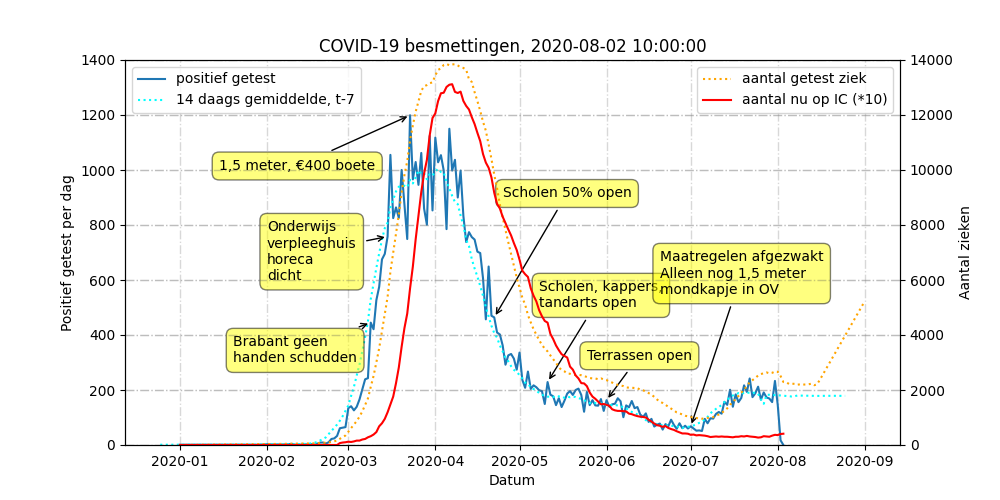 COVID-19 besmettingen, 2020-08-02 10:00:00
positief getest
14 daags gemiddelde, t-7
aantal getest ziek
aantal nu op IC (*10)
1400
1200
1000
800
600
400
200
0
Positief getest per dag
14000
12000
10000
8000
6000
4000
2000
0
Aantal zieken
1,5 meter, €400 boete
Scholen 50% open
Onderwijs
verpleeghuis
horeca
dicht
Maatregelen afgezwakt
Alleen nog 1,5 meter
mondkapje in OV
Scholen, kappers,
tandarts open
Brabant geen
handen schudden
Terrassen open
2020-01
2020-02
2020-03
2020-04
2020-05
2020-06
2020-07
2020-08
2020-09
Datum